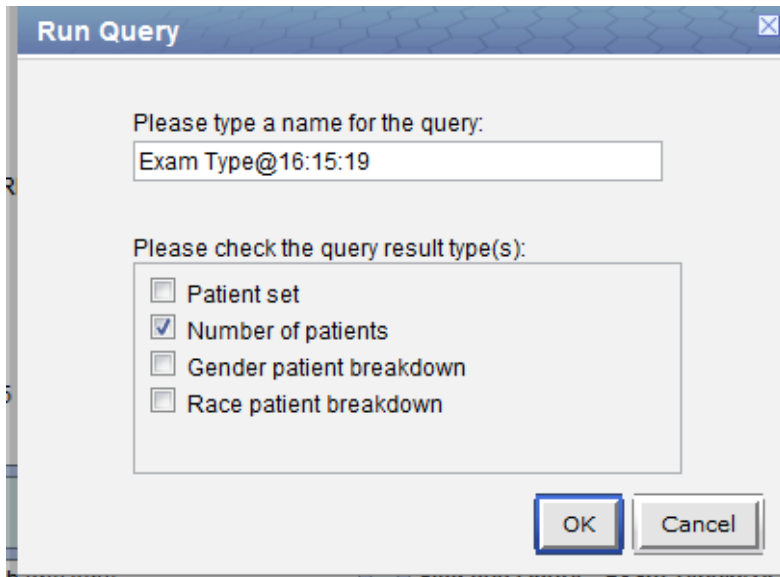 Run Query
Please type a name for the query:
Exam Type@16:15:19
Please check the query result type(s):
Patient set
Number of patients
Gender patient breakdown
Race patient breakdown
OK
Cancel